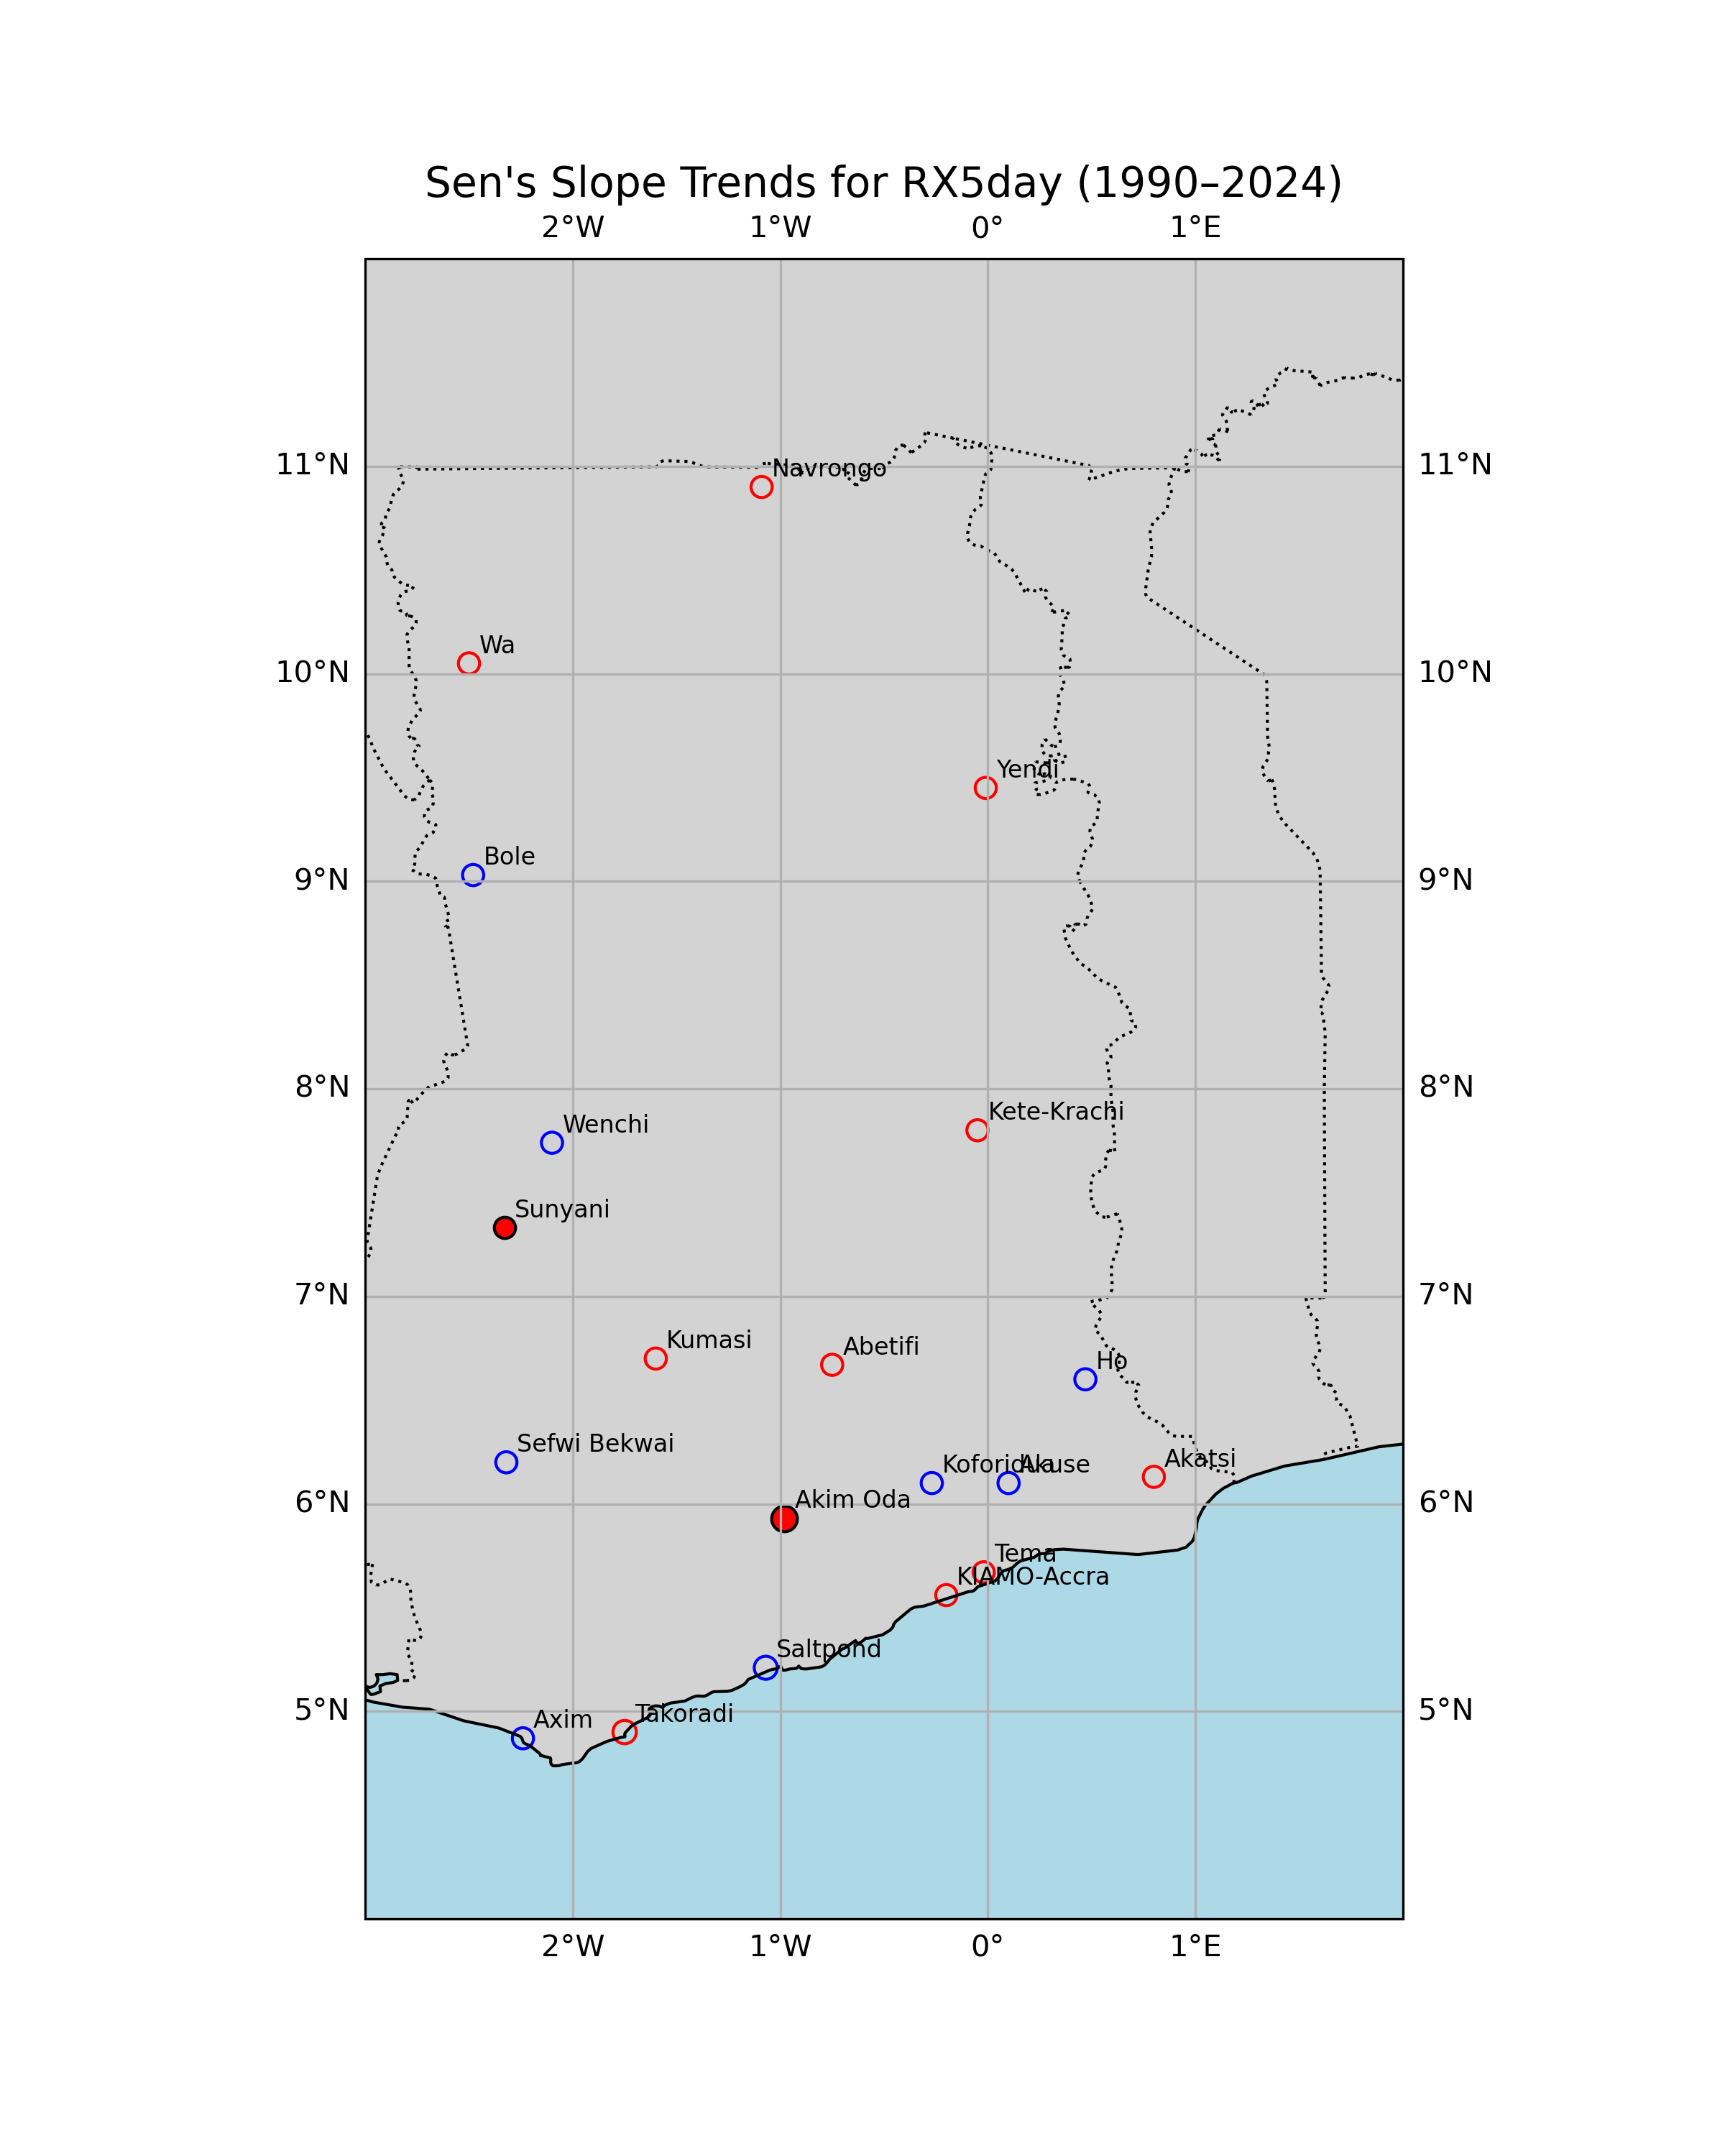 Sen's Slope Trends for RX5day (1990–2024)
2°W 1°W 0° 1°E
11°N Navrongo 11°N
Wa
10°N 10°N
Yendi
Bole
9°N 9°N
8°N 8°N
Kete-Krachi
Wenchi
Sunyani
7°N 7°N
Kumasi Abetifi
Ho
Sefwi Bekwai
Koforidua Akuse Akatsi
6°N Akim Oda 6°N
Tema
KIAMO-Accra
Saltpond
5°N Axim Takoradi 5°N
2°W 1°W 0° 1°E